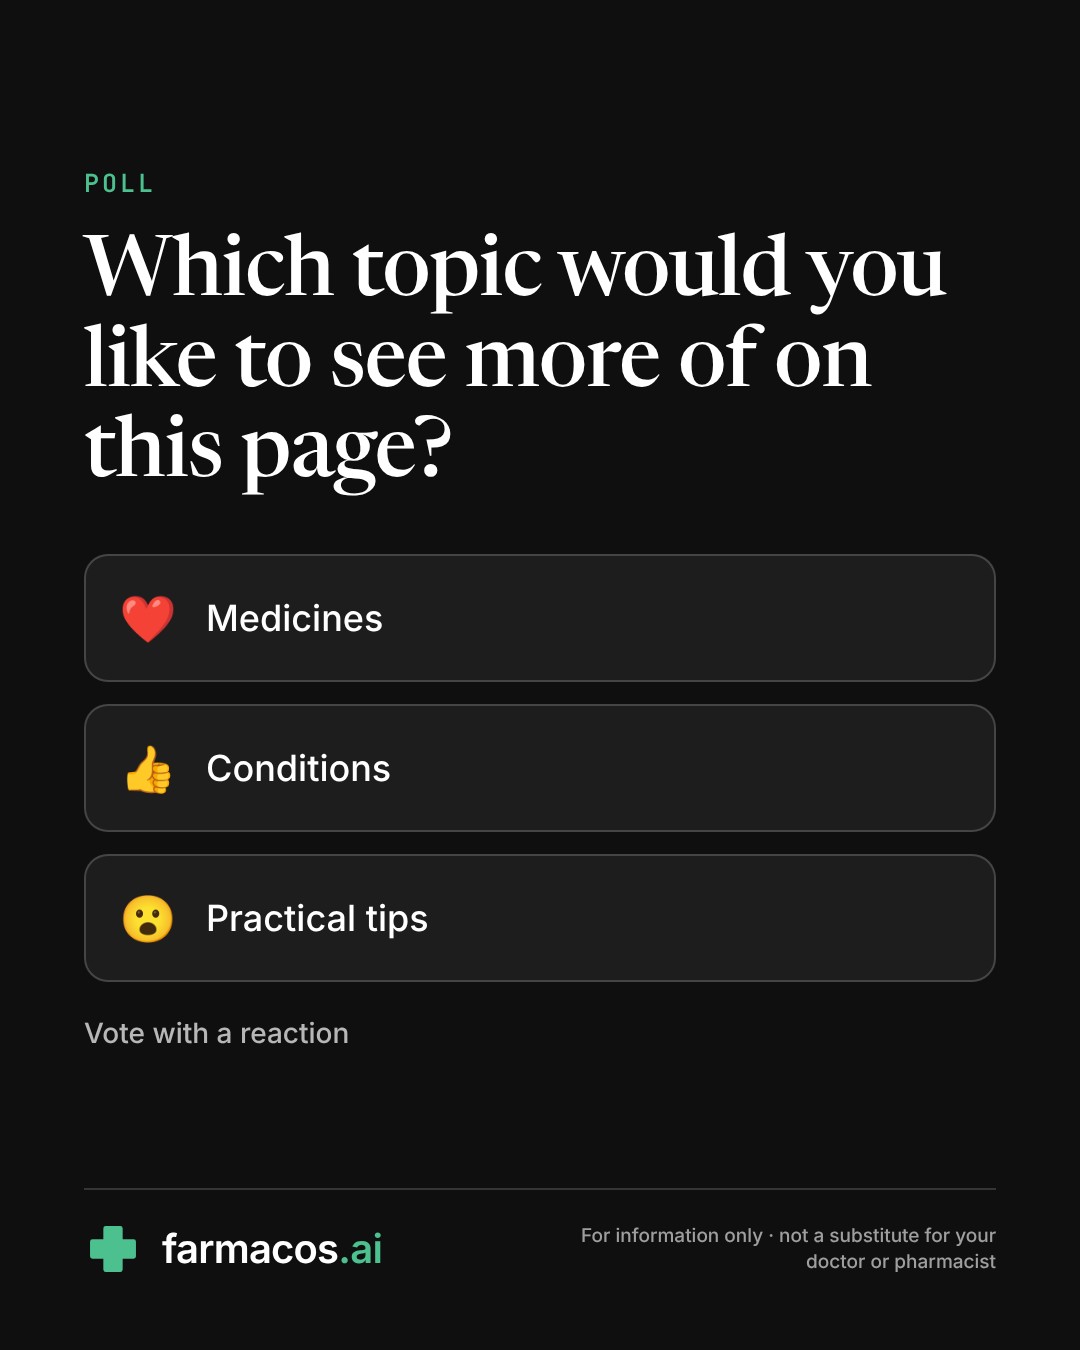 POLL
Which topic would you
like to see more of on
this page?
❤️ Medicines
👍 Conditions
😮 Practical tips
Vote with a reaction
farmacos.ai
For information only · not a substitute for your
doctor or pharmacist